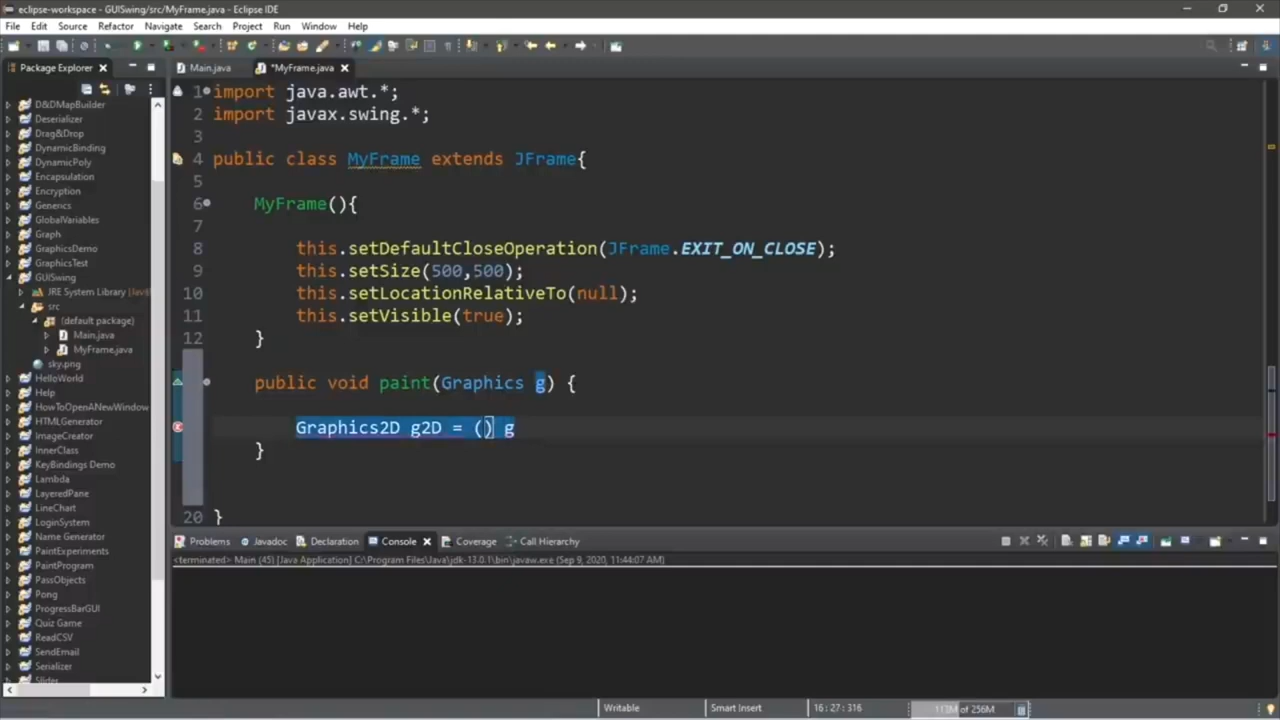 eclipse-workspace - GUISwing/src/MyFrame.java - Eclipse IDE
File Edit Source Refactor Navigate Search Project Run Window Help
Package Explorer
Main.java *MyFrame.java
D&DMapBuilder
Deserializer
Drag&Drop
DynamicBinding
DynamicPoly
Encapsulation
Encryption
Generics
GlobalVariables
Graph
GraphicsDemo
GraphicsTest
GUISwing
JRE System Library
src
(default package)
Main.java
MyFrame.java
sky.png
HelloWorld
Help
HowToOpenANewWindow
HTMLGenerator
ImageCreator
InnerClass
KeyBindings Demo
Lambda
LayeredPane
LineChart
LoginSystem
Name Generator
PaintExperiments
PaintProgram
PassObjects
Pong
ProgressBarGUI
Quiz Game
ReadCSV
SendEmail
Serializer
Slider
1 import java.awt.*;
2 import javax.swing.*;
3
4 public class MyFrame extends JFrame{
5
6 MyFrame(){
7
8 this.setDefaultCloseOperation(JFrame.EXIT_ON_CLOSE);
9 this.setSize(500,500);
10 this.setLocationRelativeTo(null);
11 this.setVisible(true);
12 }
public void paint(Graphics g) {
Graphics2D g2D = () g
}
20 }
Problems Javadoc Declaration Console Coverage Call Hierarchy
<terminated> Main (45) [Java Application] C:\Program Files\Java\jdk-13.0.1\bin\javaw.exe (Sep 9, 2020, 11:44:07 AM)
Writable Smart Insert 16 : 27 : 316 of 256M